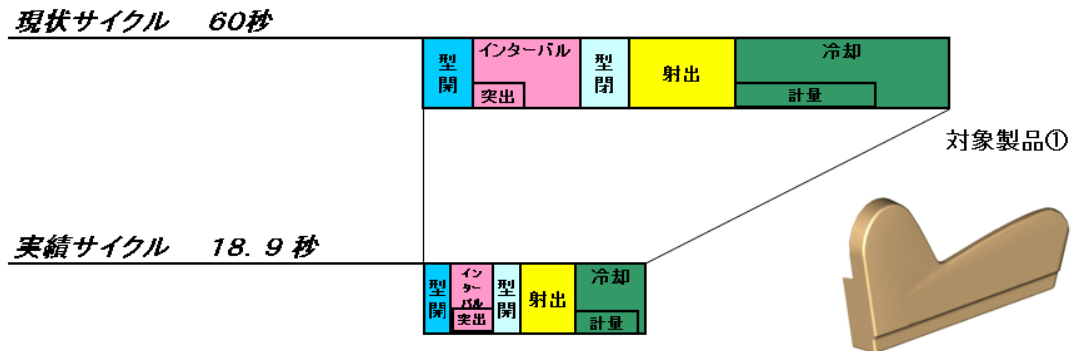 現状サイクル 60秒
型開
インターバル
突出
型閉
射出
冷却
計量
対象製品①
実績サイクル 18.9秒
型開
インターバル
突出
型開
射出
冷却
計量